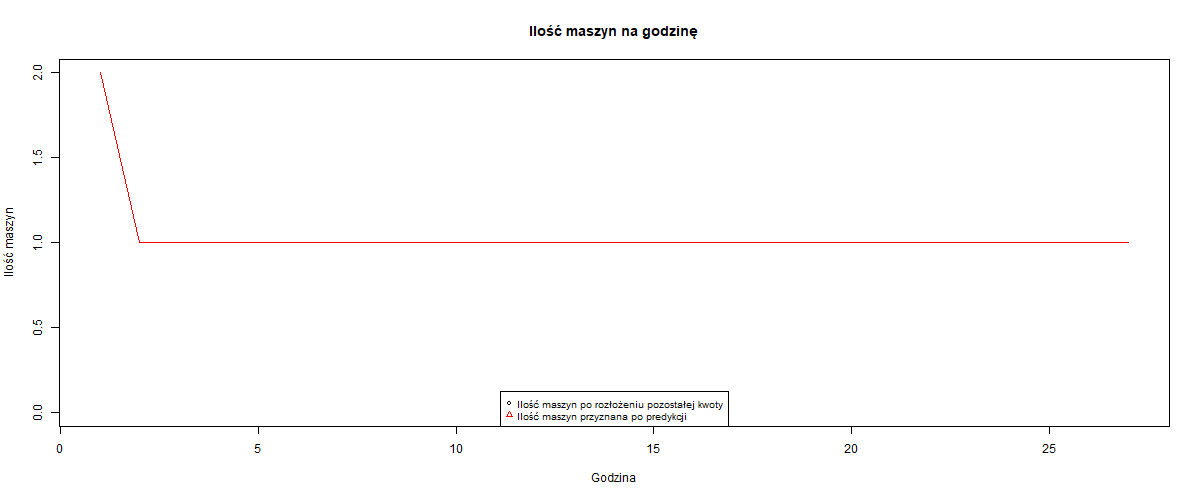 Ilość maszyn na godzinę
Ilość maszyn
2.0
1.5
1.0
0.5
0.0
Ilość maszyn po rozłożeniu pozostałej kwoty
Ilość maszyn przyznana po predykcji
0 5 10 15 20 25
Godzina